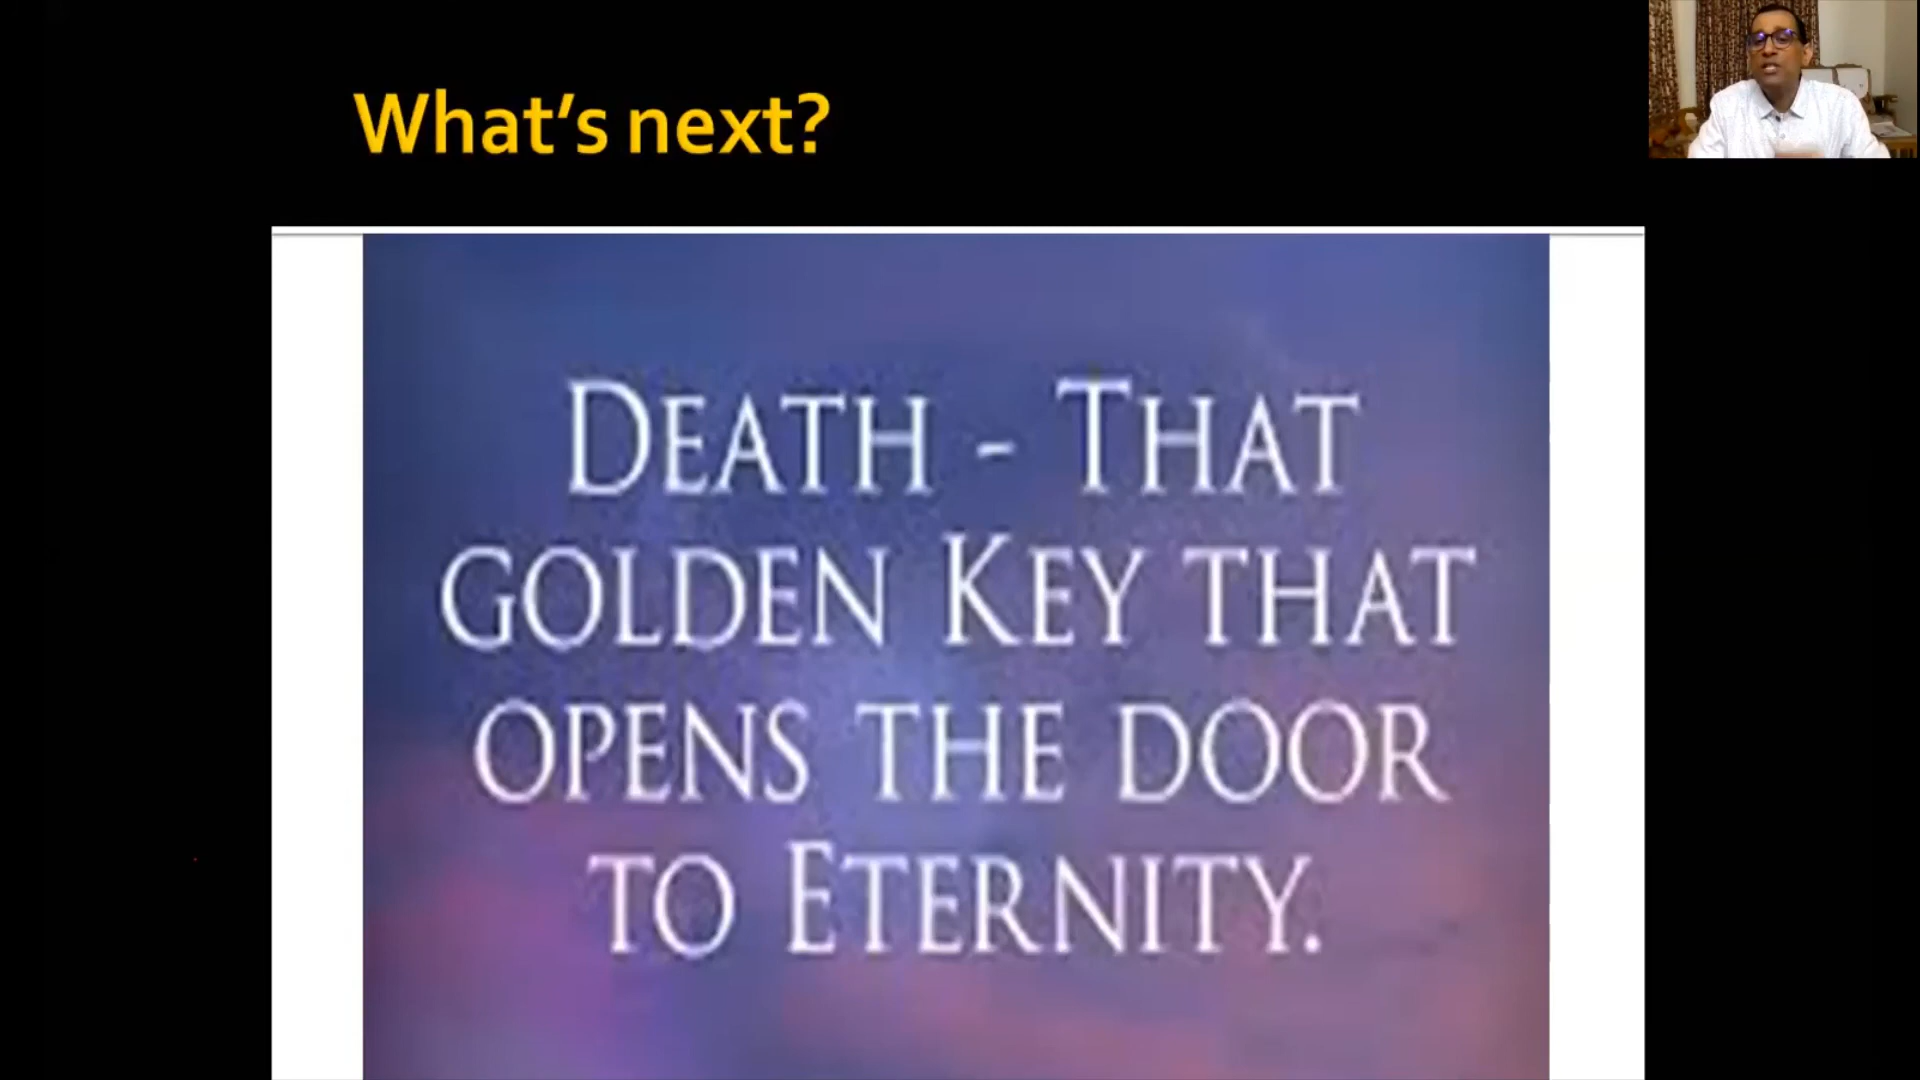 What's next?
DEATH - THAT
GOLDEN KEY THAT
OPENS THE DOOR
TO ETERNITY.